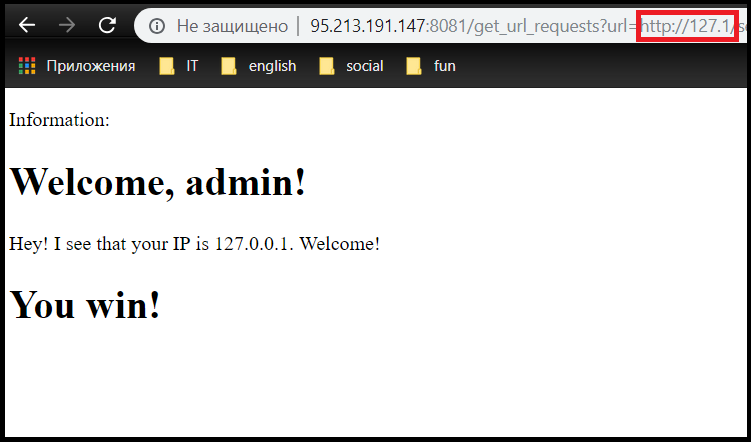 Не защищено | 95.213.191.147:8081/get_url_requests?url=http://127.1/s
Приложения IT english social fun
Information:
Welcome, admin!
Hey! I see that your IP is 127.0.0.1. Welcome!
You win!